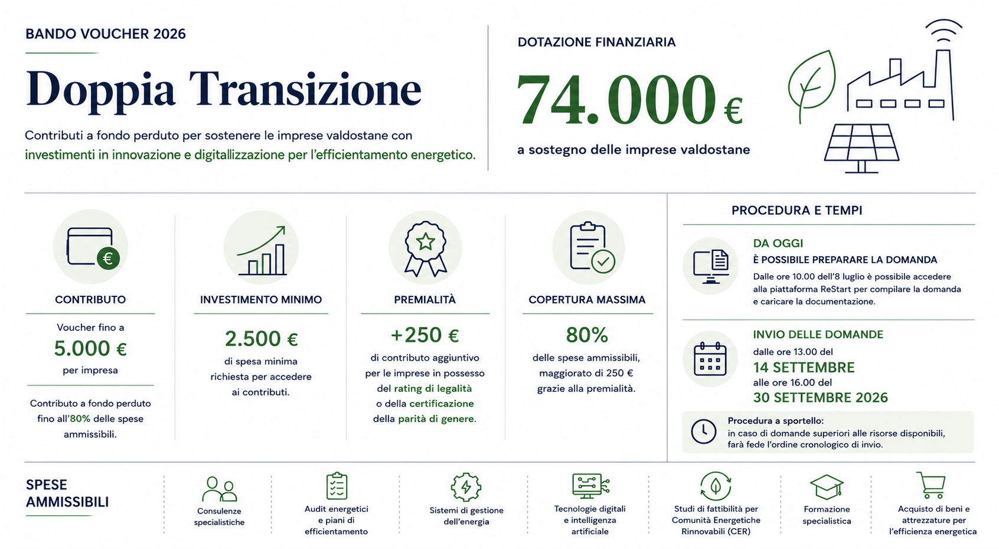 BANDO VOUCHER 2026
Doppia Transizione
Contributi a fondo perduto per sostenere le imprese valdostane con
investimenti in innovazione e digitallizzazione per l'efficientamento energetico.
DOTAZIONE FINANZIARIA
74.000 €
a sostegno delle imprese valdostane
€
CONTRIBUTO
Voucher fino a
5.000 €
per impresa
Contributo a fondo perduto
fino all'80% delle spese
ammissibili.
INVESTIMENTO MINIMO
2.500 €
di spesa minima
richiesta per accedere
ai contributi.
PREMIALITÀ
+250 €
di contributo aggiuntivo
per le imprese in possesso
del rating di legalità
o della certificazione
della parità di genere.
COPERTURA MASSIMA
80%
delle spese ammissibili,
maggiorato di 250 €
grazie alla premialità.
PROCEDURA E TEMPI
DA OGGI
È POSSIBILE PREPARARE LA DOMANDA
Dalle ore 10.00 dell'8 luglio è possibile accedere
alla piattaforma ReStart per compilare la domanda
e caricare la documentazione.
INVIO DELLE DOMANDE
dalle ore 13.00 del
14 SETTEMBRE
alle ore 16.00 del
30 SETTEMBRE 2026
Procedura a sportello:
in caso di domande superiori alle risorse disponibili,
farà fede l'ordine cronologico di invio.
SPESE
AMMISSIBILI
Consulenze
specialistiche
Audit energetici
e piani di
efficientamento
Sistemi di gestione
dell'energia
Tecnologie digitali
e intelligenza
artificiale
Studi di fattibilità per
Comunità Energetiche
Rinnovabili (CER)
Formazione
specialistica
Acquisto di beni e
attrezzature per
l'efficienza energetica